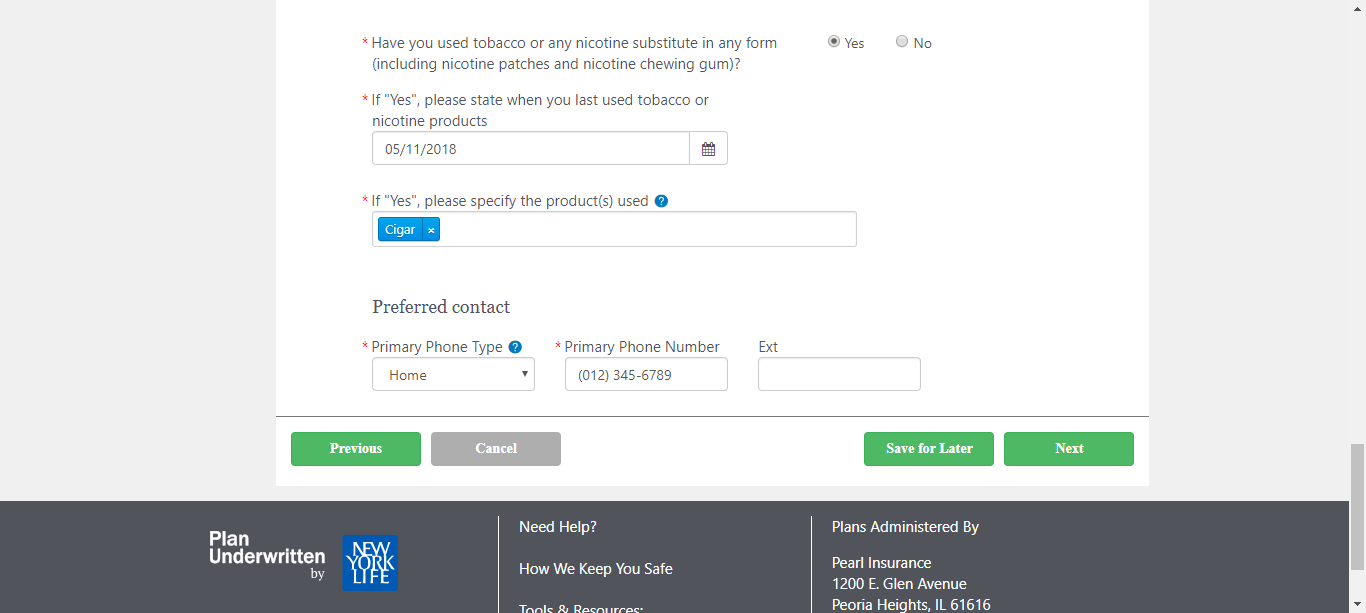 * Have you used tobacco or any nicotine substitute in any form
(including nicotine patches and nicotine chewing gum)?
Yes
No
* If "Yes", please state when you last used tobacco or
nicotine products
05/11/2018
* If "Yes", please specify the product(s) used ?
Cigar ×
Preferred contact
* Primary Phone Type ?
Home
* Primary Phone Number
(012) 345-6789
Ext
Previous
Cancel
Save for Later
Next
Plan
Underwritten
by
NEW
YORK
LIFE
Need Help?
How We Keep You Safe
Tools & Resources:
Plans Administered By
Pearl Insurance
1200 E. Glen Avenue
Peoria Heights, IL 61616